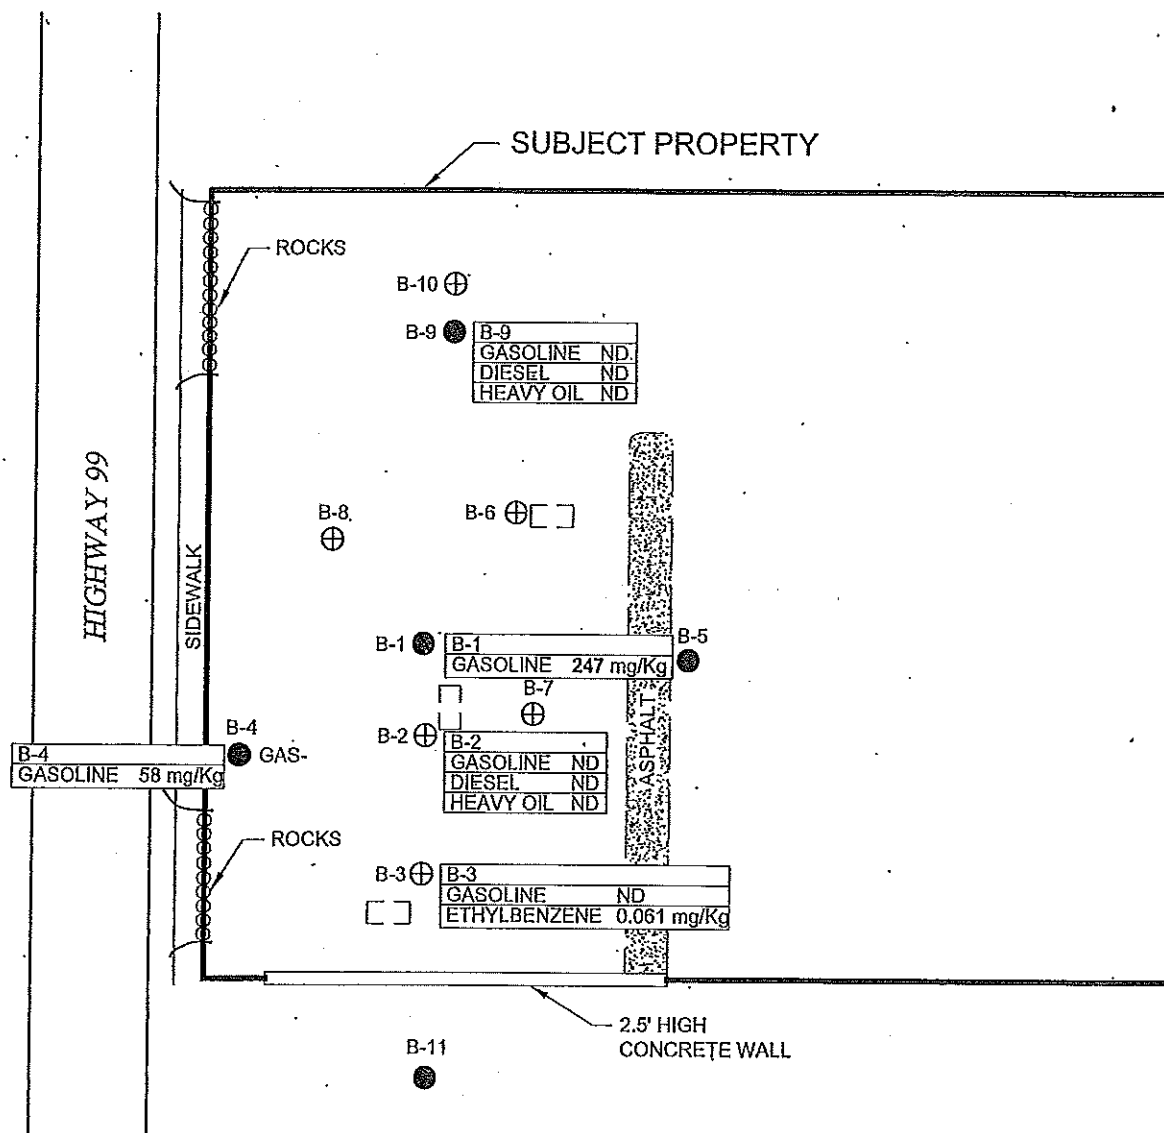 SUBJECT PROPERTY
ROCKS
B-10
B-9
B-9
GASOLINE ND
DIESEL ND
HEAVY OIL ND
HIGHWAY 99
SIDEWALK
B-8
B-6
B-1
B-1
GASOLINE 247 mg/Kg
B-5
B-7
ASPHALT
B-2
B-2
GASOLINE ND
DIESEL ND
HEAVY OIL ND
B-4
GAS-
B-4
GASOLINE 58 mg/Kg
ROCKS
B-3
B-3
GASOLINE ND
ETHYLBENZENE 0.061 mg/Kg
2.5' HIGH
CONCRETE WALL
B-11